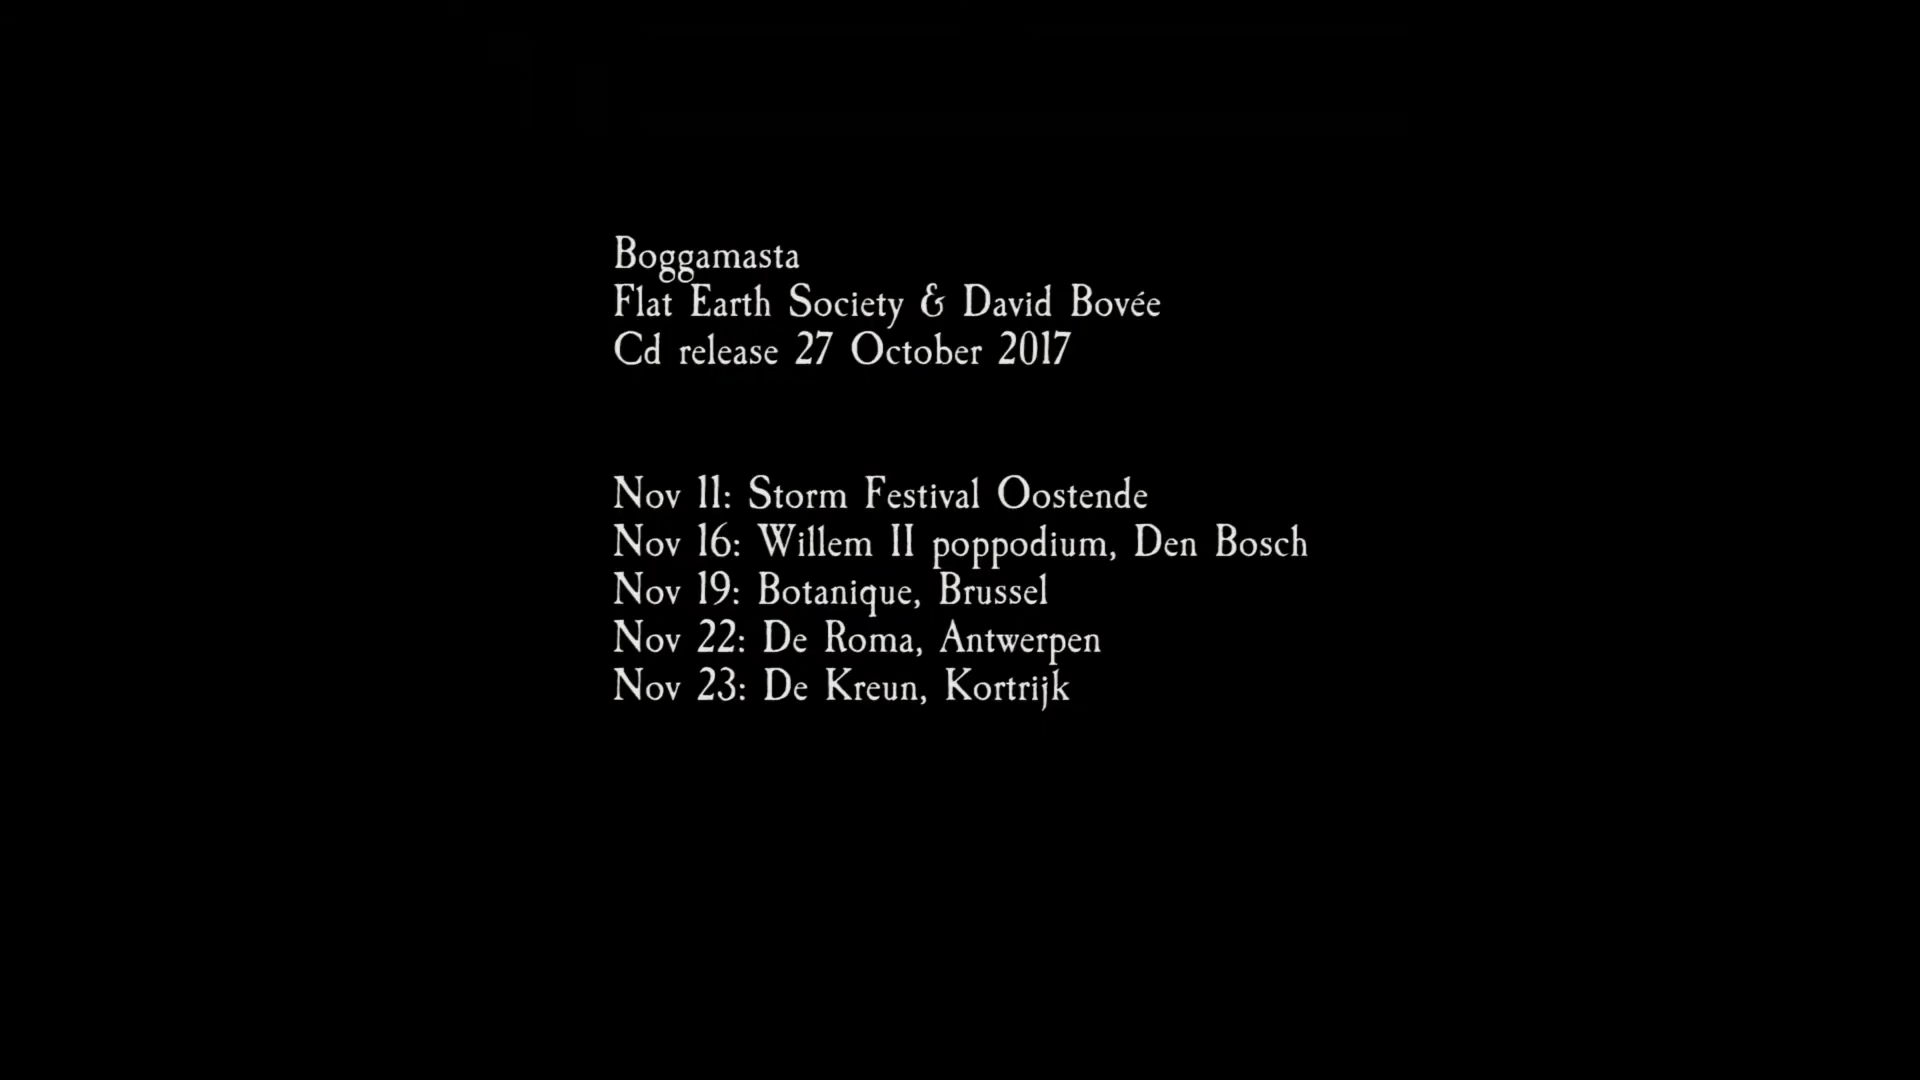 Boggamasta
Flat Earth Society & David Bovée
Cd release 27 October 2017
Nov 11: Storm Festival Oostende
Nov 16: Willem II poppodium, Den Bosch
Nov 19: Botanique, Brussel
Nov 22: De Roma, Antwerpen
Nov 23: De Kreun, Kortrijk